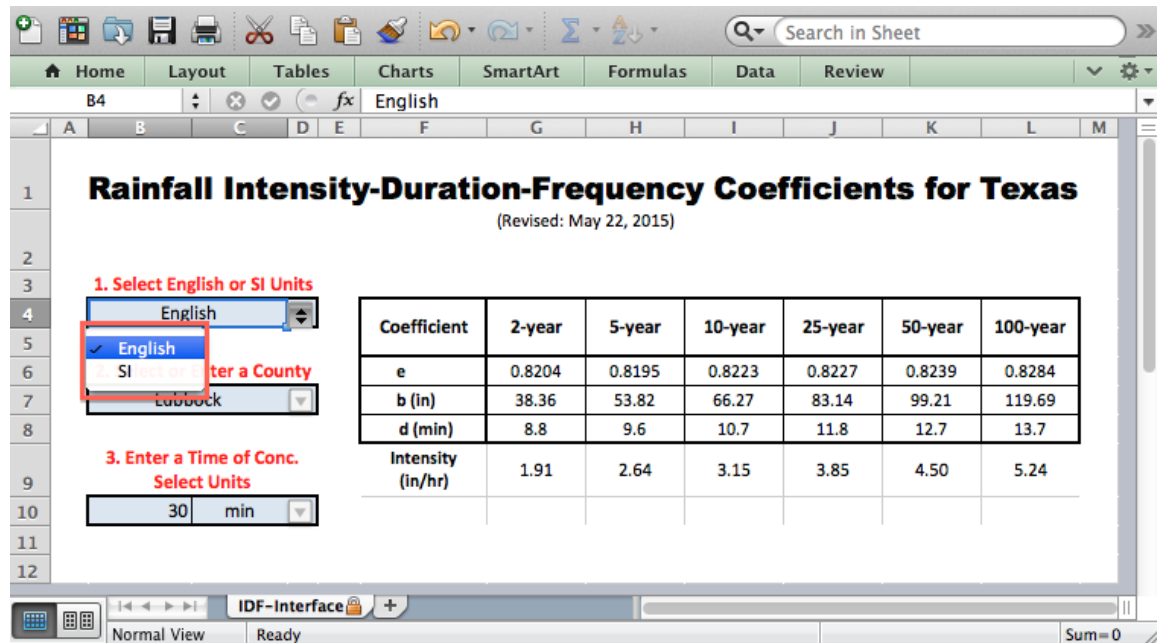 Search in Sheet
Home Layout Tables Charts SmartArt Formulas Data Review
B4 fx English
A B C D E F G H I J K L M
1 Rainfall Intensity-Duration-Frequency Coefficients for Texas
(Revised: May 22, 2015)
2
3 1. Select English or SI Units
4 English
Coefficient 2-year 5-year 10-year 25-year 50-year 100-year
5 ✓ English
6 SI ter a County e 0.8204 0.8195 0.8223 0.8227 0.8239 0.8284
7 Lubbock b (in) 38.36 53.82 66.27 83.14 99.21 119.69
8 d (min) 8.8 9.6 10.7 11.8 12.7 13.7
3. Enter a Time of Conc. Intensity
9 Select Units (in/hr) 1.91 2.64 3.15 3.85 4.50 5.24
10 30 min
11
12
IDF-Interface +
Normal View Ready Sum=0